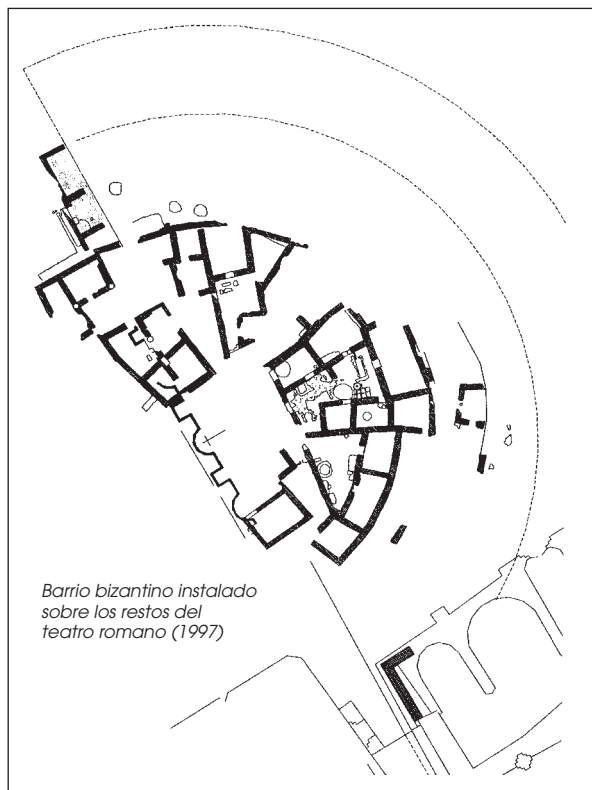 Barrio bizantino instalado
sobre los restos del
teatro romano (1997)